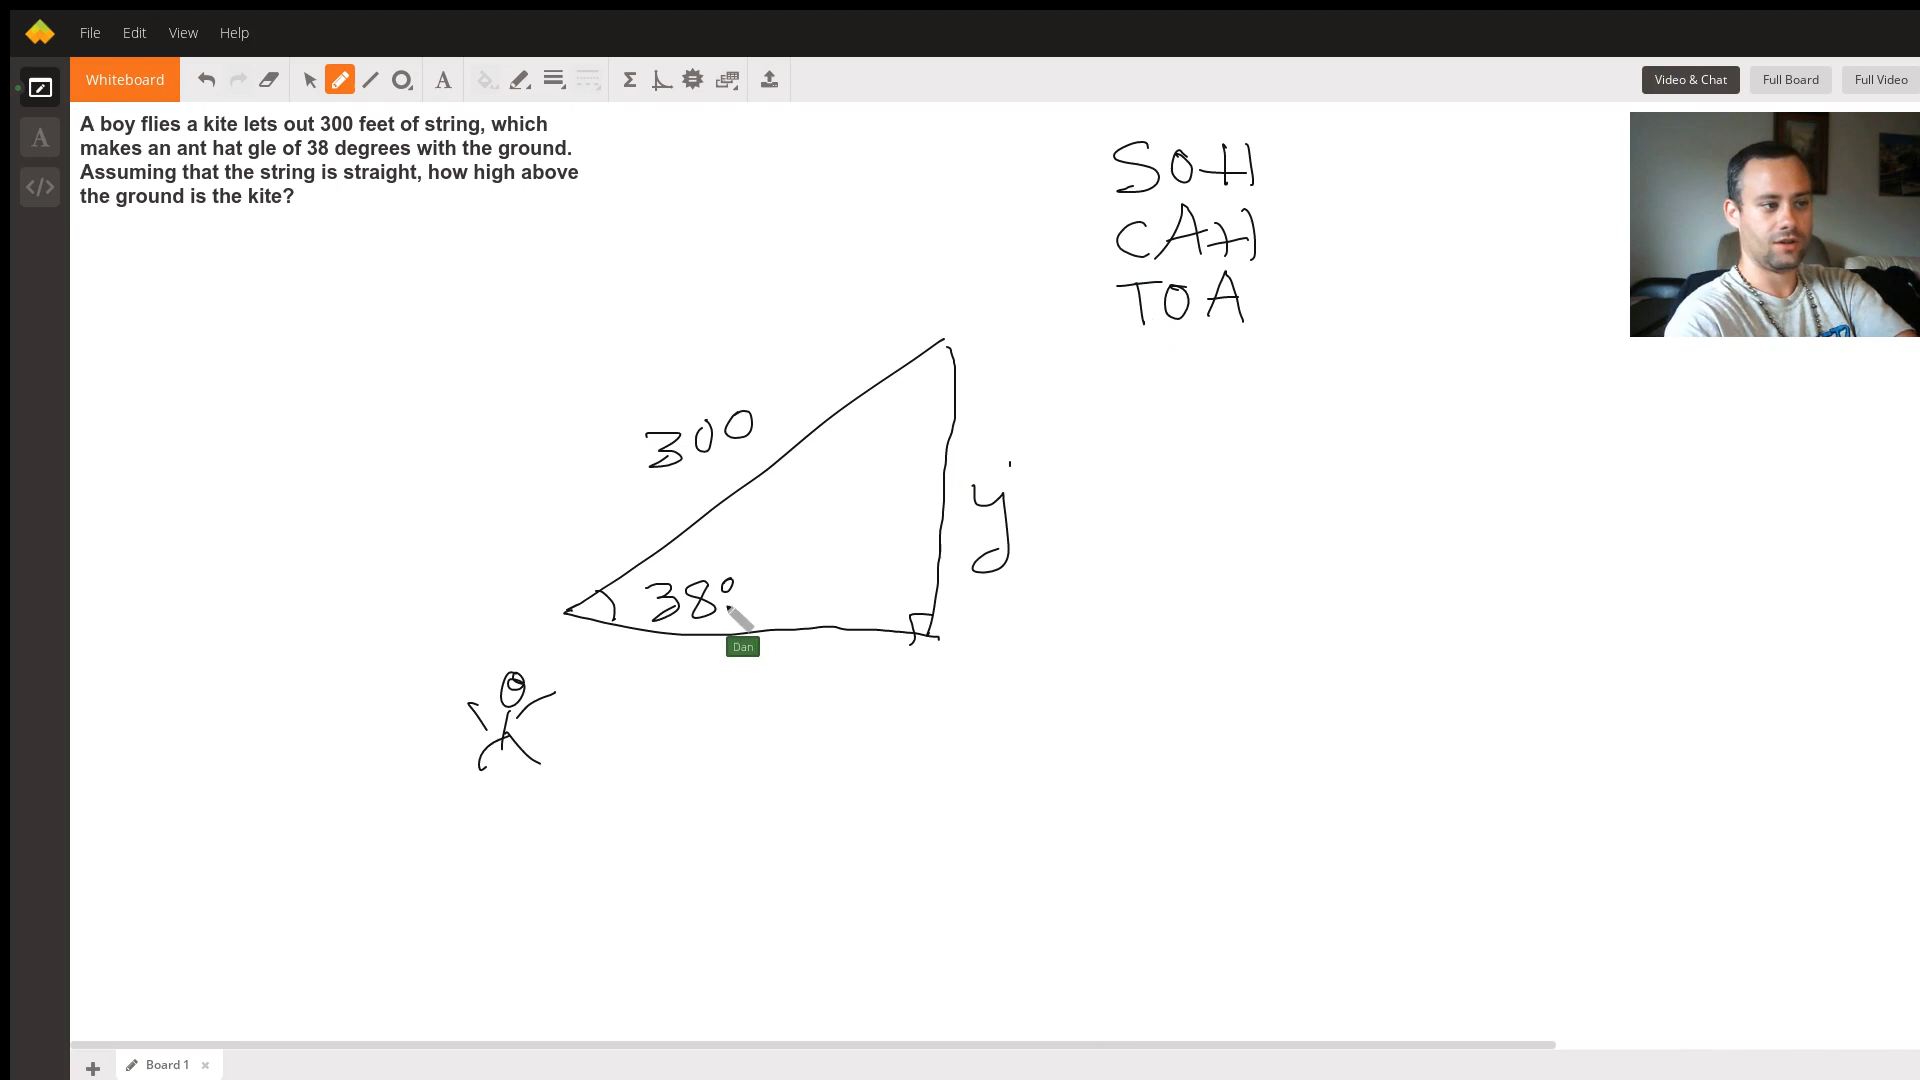 File Edit View Help
Whiteboard
A
Σ
Video & Chat Full Board Full Video
A
</>
A boy flies a kite lets out 300 feet of string, which
makes an ant hat gle of 38 degrees with the ground.
Assuming that the string is straight, how high above
the ground is the kite?
SOH
CAH
TOA
300
y
38°
Dan
Board 1